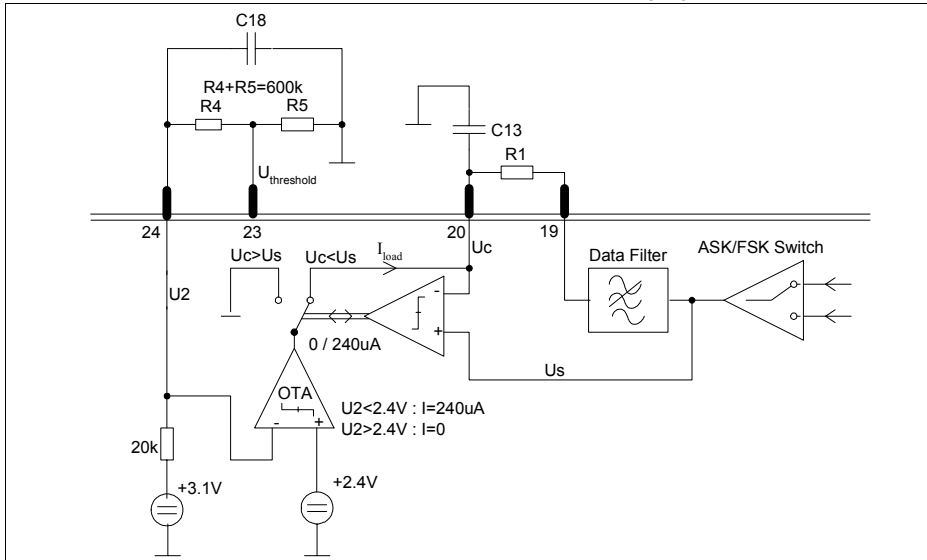 C18
R4+R5=600k
R4
R5
C13
R1
Uthreshold
24
23
20
19
Uc
Uc>Us
Uc<Us
Iload
U2
Data Filter
ASK/FSK Switch
-
+
0 / 240uA
Us
OTA
-
+
U2<2.4V : I=240uA
U2>2.4V : I=0
20k
+3.1V
+2.4V